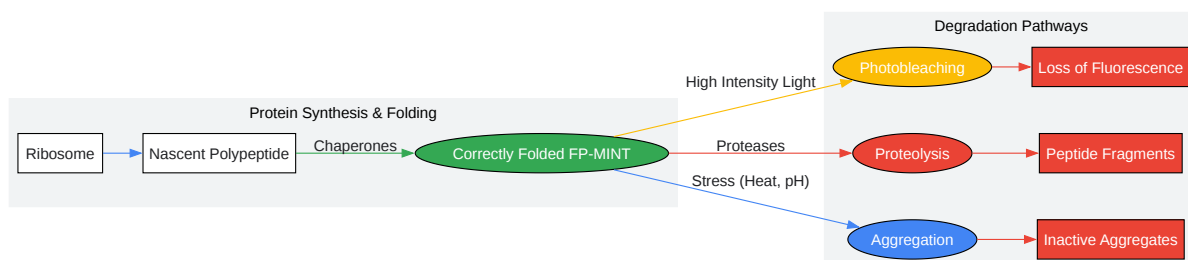 Degradation Pathways
Photobleaching
Loss of Fluorescence
High Intensity Light
Protein Synthesis & Folding
Ribosome
Nascent Polypeptide
Chaperones
Correctly Folded FP-MINT
Proteases
Proteolysis
Peptide Fragments
Stress (Heat, pH)
Aggregation
Inactive Aggregates